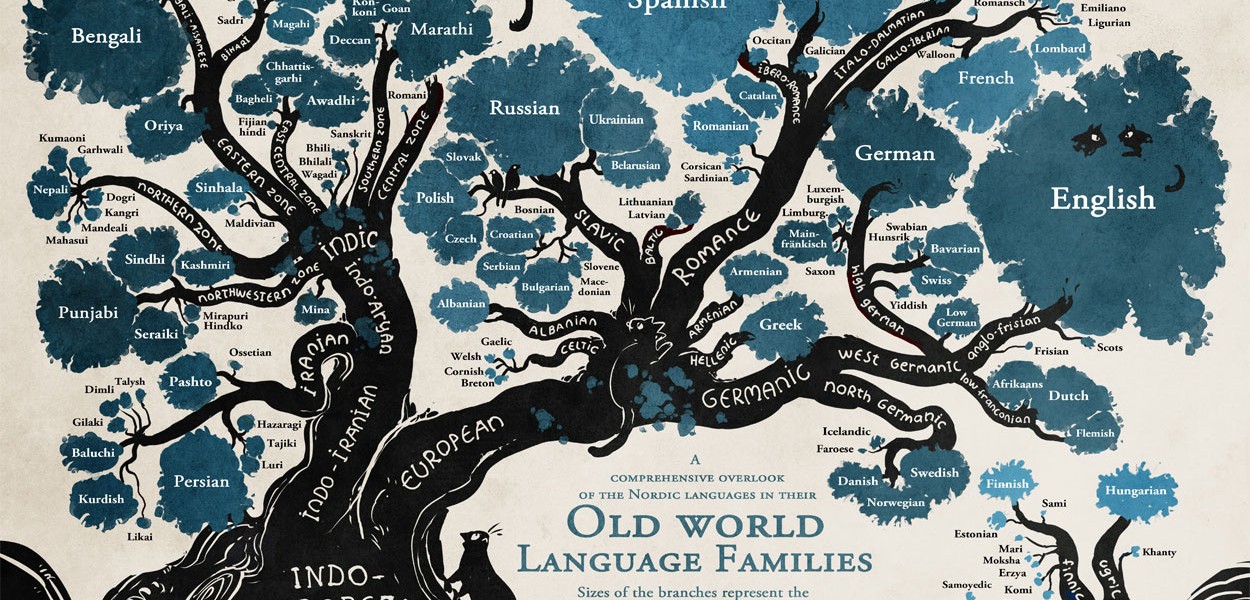 Bengali
Sadri
Magahi
BIHARI
Kon-
koni
Goan
Deccan
Marathi
Chhattis-
garhi
Bagheli
Awadhi
Fijian
hindi
EAST CENTRAL ZONE
Romani
SOUTHERN ZONE
CENTRAL ZONE
Sanskrit
Bhili
Bhilali
Wagadi
Oriya
EASTERN ZONE
Sinhala
Maldivian
Kumaoni
Garhwali
Nepali
Dogri
Kangri
Mandeali
Mahasui
NORTHERN ZONE
INDIC
Sindhi
Kashmiri
NORTHWESTERN ZONE
Punjabi
Mirapuri
Hindko
Seraiki
Mina
INDO-ARYAN
IRANIAN
Ossetian
Pashto
Talysh
Dimli
Gilaki
Baluchi
Kurdish
Likai
Persian
Hazaragi
Tajiki
Luri
INDO-IRANIAN
EUROPEAN
INDO-
Spanish
Russian
Ukrainian
Belarusian
Slovak
Polish
Czech
Bosnian
Croatian
Serbian
Bulgarian
Slovene
Mace-
donian
SLAVIC
Lithuanian
Latvian
BALTIC
Albanian
ALBANIAN
Gaelic
Welsh
Cornish
Breton
CELTIC
ROMANCE
Occitan
Galician
IBERO-ROMANCE
Catalan
Romanian
Corsican
Sardinian
ITALO-DALMATIAN
GALLO-IBERIAN
Romansch
Emiliano
Ligurian
Lombard
Walloon
French
Armenian
ARMENIAN
Greek
HELLENIC
GERMANIC
WEST GERMANIC
NORTH GERMANIC
German
Luxem-
burgish
Limburg.
Main-
fränkisch
Saxon
HIGH GERMAN
Swabian
Hunsrik
Bavarian
Swiss
Yiddish
Low
German
English
ANGLO-FRISIAN
Frisian
Scots
LOW FRANCONIAN
Afrikaans
Dutch
Flemish
Icelandic
Faroese
Danish
Swedish
Norwegian
A
COMPREHENSIVE OVERLOOK
OF THE NORDIC LANGUAGES IN THEIR
OLD WORLD
LANGUAGE FAMILIES
Sizes of the branches represent the
Finnish
Sami
Estonian
Mari
Moksha
Erzya
Komi
Samoyedic
FINNIC
Hungarian
Khanty
UGRIC